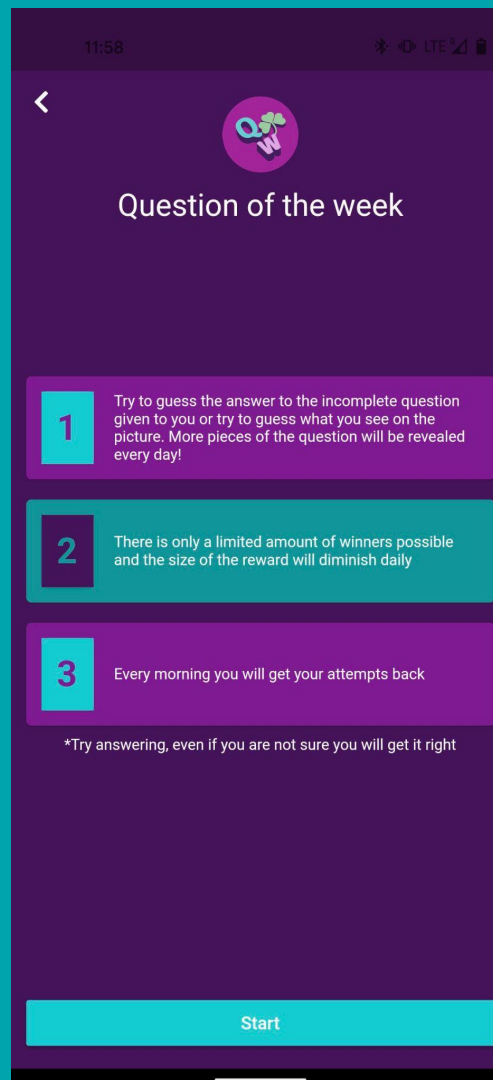 11:58
LTE
QW
Question of the week
1
Try to guess the answer to the incomplete question
given to you or try to guess what you see on the
picture. More pieces of the question will be revealed
every day!
2
There is only a limited amount of winners possible
and the size of the reward will diminish daily
3
Every morning you will get your attempts back
*Try answering, even if you are not sure you will get it right
Start